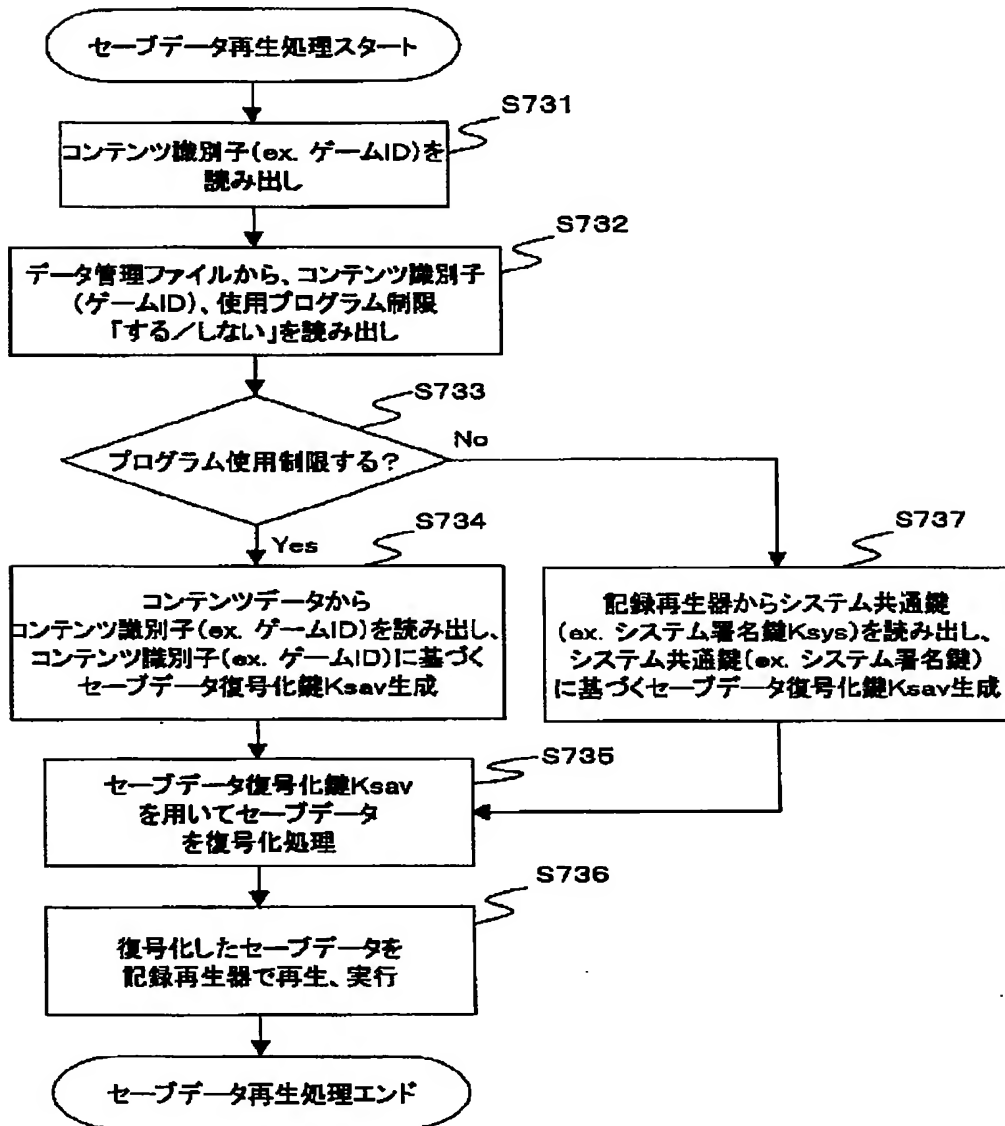 セーブデータ再生処理スタート
S731
コンテンツ識別子(ex. ゲームID)を
読み出し
S732
データ管理ファイルから、コンテンツ識別子
(ゲームID)、使用プログラム制限
「する/しない」を読み出し
S733
プログラム使用制限する?
No
Yes
S734
コンテンツデータから
コンテンツ識別子(ex. ゲームID)を読み出し、
コンテンツ識別子(ex. ゲームID)に基づく
セーブデータ復号化鍵Ksav生成
S737
記録再生器からシステム共通鍵
(ex. システム署名鍵Ksys)を読み出し、
システム共通鍵(ex. システム署名鍵)
に基づくセーブデータ復号化鍵Ksav生成
S735
セーブデータ復号化鍵Ksav
を用いてセーブデータ
を復号化処理
S736
復号化したセーブデータを
記録再生器で再生、実行
セーブデータ再生処理エンド